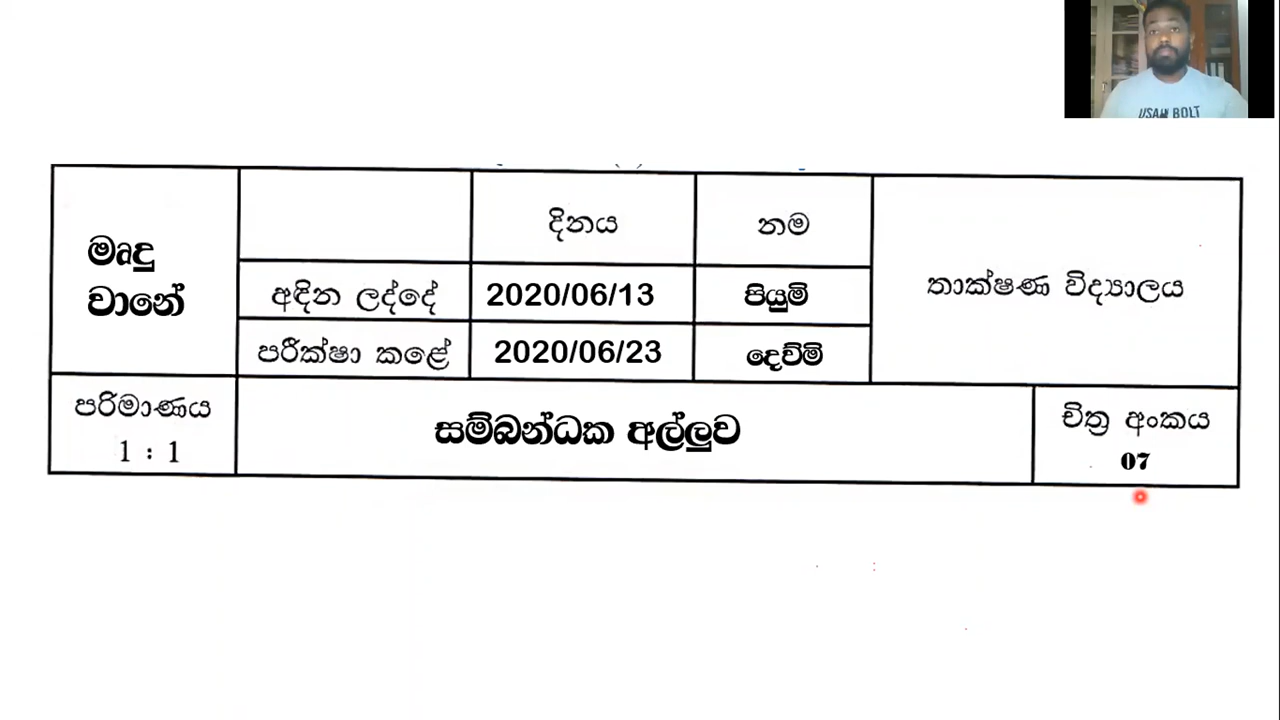 USAIN BOLT
දිනය
නම
මෘදු
වානේ
අඳින ලද්දේ
2020/06/13
පියුමි
තාක්ෂණ විද්‍යාලය
පරීක්ෂා කළේ
2020/06/23
දෙව්මි
පරිමාණය
1 : 1
සම්බන්ධක අල්ලුව
චිත්‍ර අංකය
07